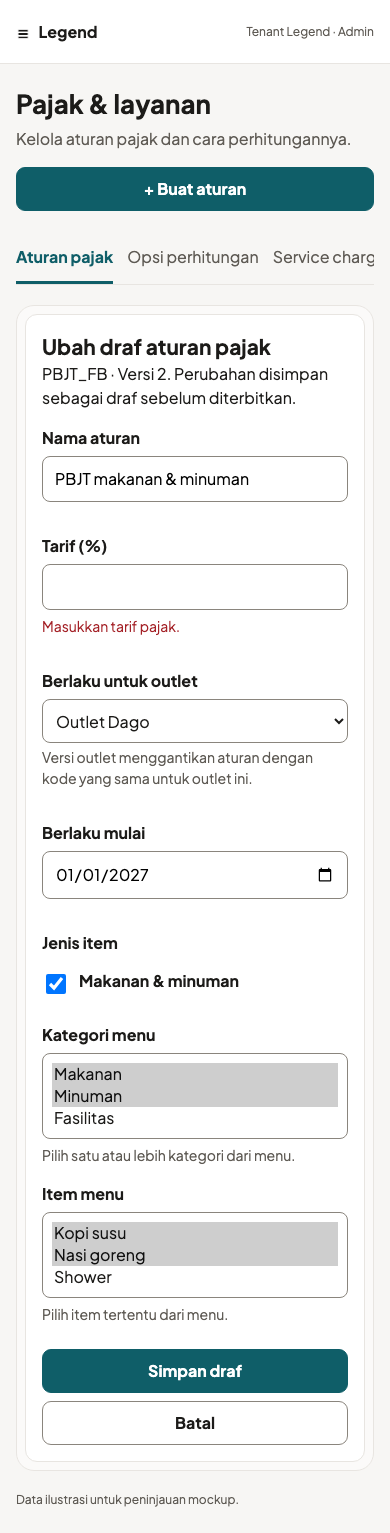 ≡ Legend
Tenant Legend · Admin
Pajak & layanan
Kelola aturan pajak dan cara perhitungannya.
+ Buat aturan
Aturan pajak Opsi perhitungan Service charg
Ubah draf aturan pajak
PBJT_FB · Versi 2. Perubahan disimpan
sebagai draf sebelum diterbitkan.
Nama aturan
PBJT makanan & minuman
Tarif (%)
Masukkan tarif pajak.
Berlaku untuk outlet
Outlet Dago
Versi outlet menggantikan aturan dengan
kode yang sama untuk outlet ini.
Berlaku mulai
01/01/2027
Jenis item
Makanan & minuman
Kategori menu
Makanan
Minuman
Fasilitas
Pilih satu atau lebih kategori dari menu.
Item menu
Kopi susu
Nasi goreng
Shower
Pilih item tertentu dari menu.
Simpan draf
Batal
Data ilustrasi untuk peninjauan mockup.